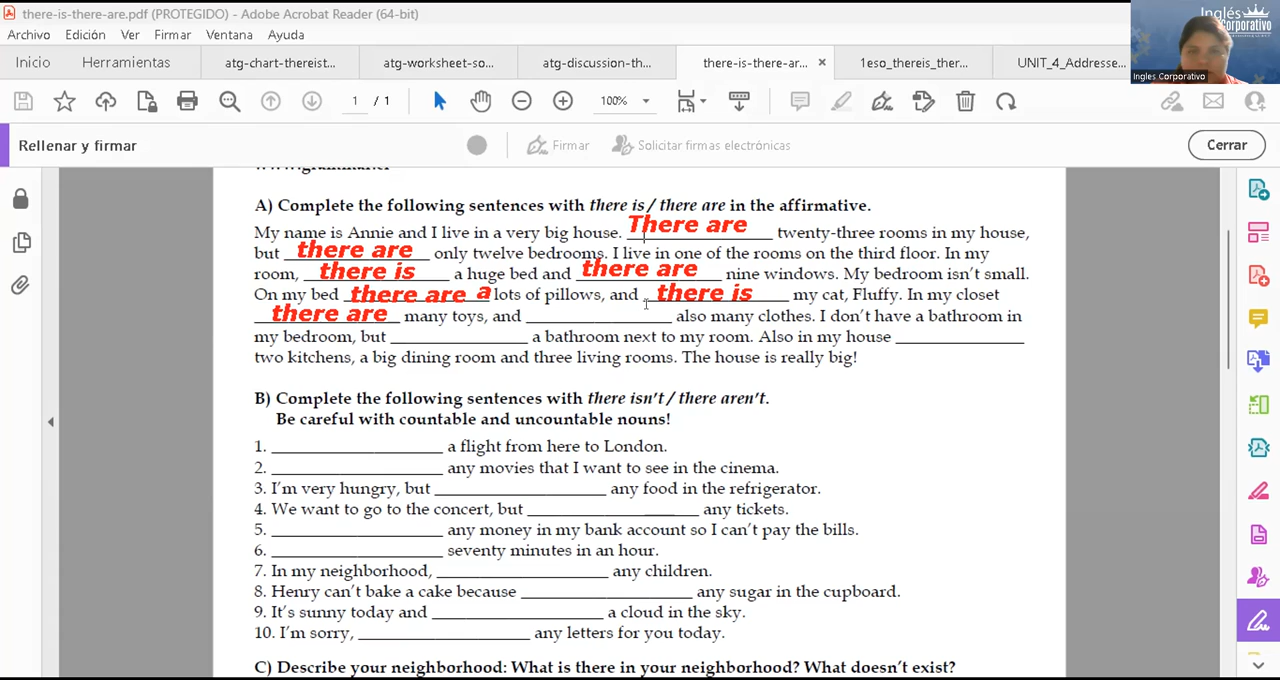 there-is-there-are.pdf (PROTEGIDO) - Adobe Acrobat Reader (64-bit)
Archivo Edición Ver Firmar Ventana Ayuda
Inicio Herramientas atg-chart-thereist... atg-worksheet-so... atg-discussion-th... there-is-there-ar... × 1eso_thereis_ther... UNIT_4_Addresse...
Inglés Corporativo
Ingles Corporativo
1 / 1 100%
Rellenar y firmar Firmar Solicitar firmas electrónicas Cerrar
A) Complete the following sentences with there is / there are in the affirmative.
My name is Annie and I live in a very big house. There are twenty-three rooms in my house,
but there are only twelve bedrooms. I live in one of the rooms on the third floor. In my
room, there is a huge bed and there are nine windows. My bedroom isn't small.
On my bed there are a lots of pillows, and there is my cat, Fluffy. In my closet
there are many toys, and ________________ also many clothes. I don't have a bathroom in
my bedroom, but ________________ a bathroom next to my room. Also in my house ________________
two kitchens, a big dining room and three living rooms. The house is really big!
B) Complete the following sentences with there isn't / there aren't.
Be careful with countable and uncountable nouns!
1. ____________________ a flight from here to London.
2. ____________________ any movies that I want to see in the cinema.
3. I'm very hungry, but ____________________ any food in the refrigerator.
4. We want to go to the concert, but ____________________ any tickets.
5. ____________________ any money in my bank account so I can't pay the bills.
6. ____________________ seventy minutes in an hour.
7. In my neighborhood, ____________________ any children.
8. Henry can't bake a cake because ____________________ any sugar in the cupboard.
9. It's sunny today and ____________________ a cloud in the sky.
10. I'm sorry, ____________________ any letters for you today.
C) Describe your neighborhood: What is there in your neighborhood? What doesn't exist?